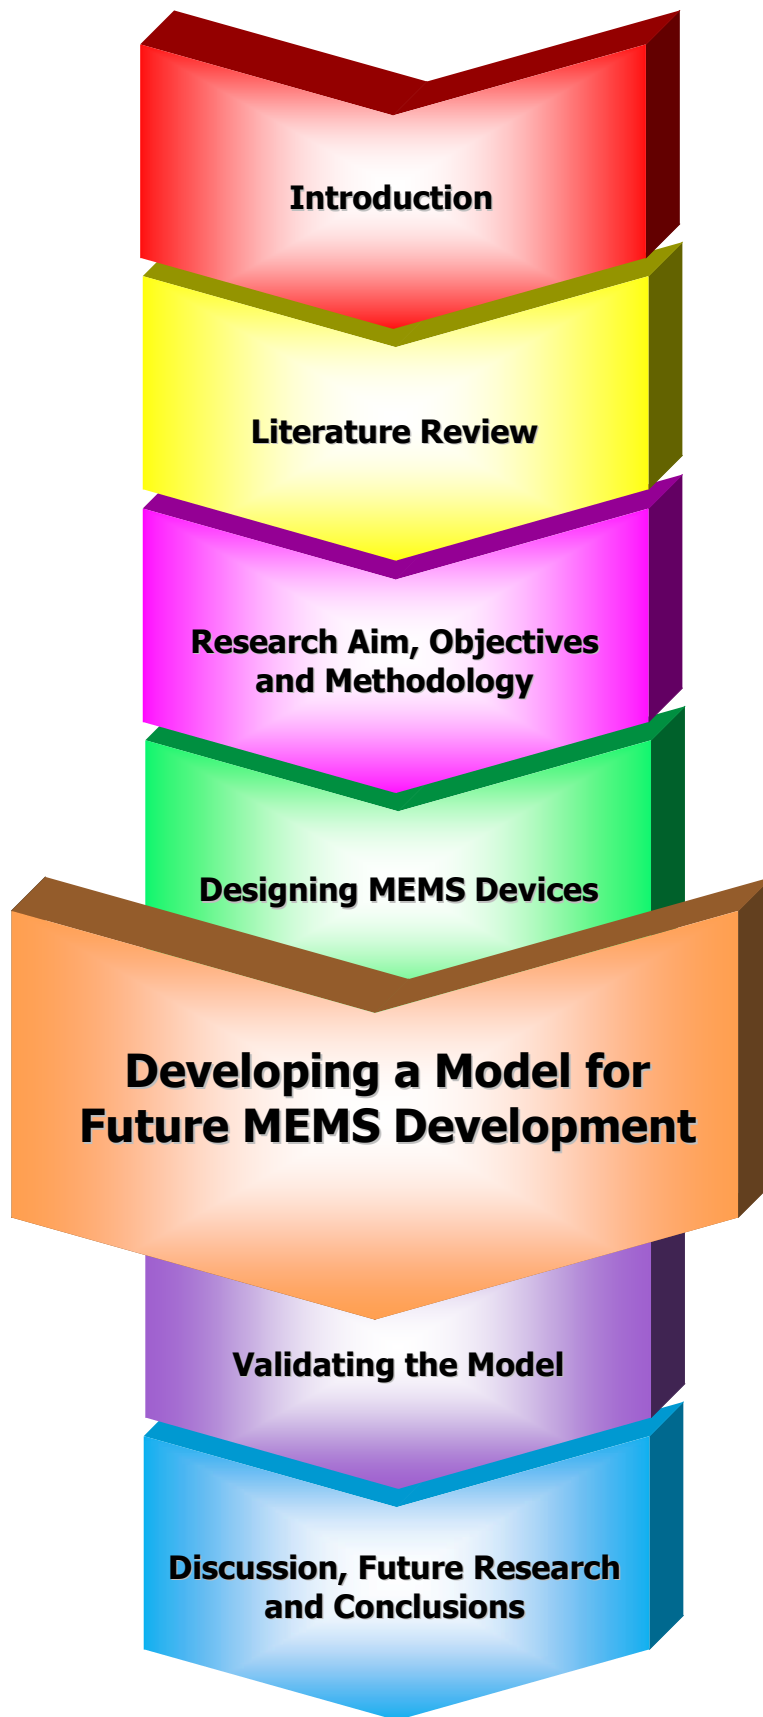 Introduction
Literature Review
Research Aim, Objectives
and Methodology
Designing MEMS Devices
Developing a Model for
Future MEMS Development
Validating the Model
Discussion, Future Research
and Conclusions